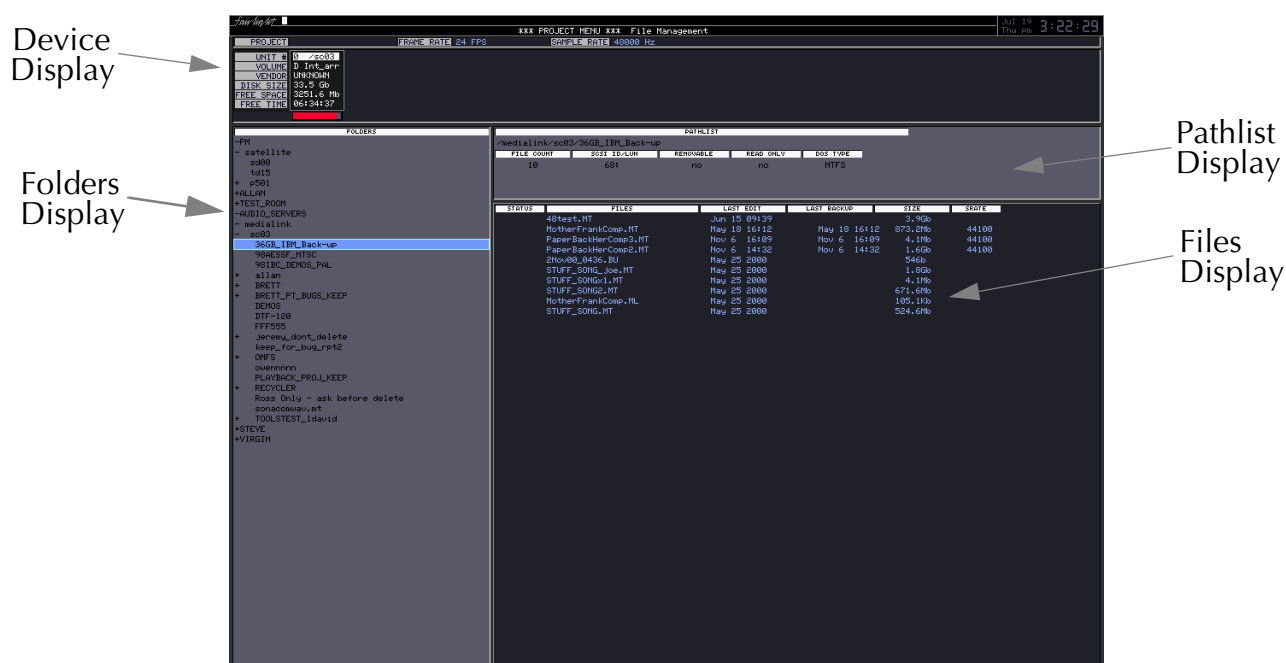 Device
Display
Folders
Display
Pathlist
Display
Files
Display
fairlight
*** PROJECT MENU *** File Management
Jul 19
Thu pm 3:22:29
PROJECT FRAME RATE 24 FPS SAMPLE RATE 48000 Hz
UNIT # 0 /sc03
VOLUME D Int_arr
VENDOR UNKNOWN
DISK SIZE 33.5 Gb
FREE SPACE 3251.6 Mb
FREE TIME 06:34:37
FOLDERS
-PM
- satellite
sd00
td15
+ p501
+ALLAN
+TEST_ROOM
-AUDIO_SERVERS
- medialink
- sc03
36GB_IBM_Back-up
98AESSF_NTSC
98IBC_DEMOS_PAL
+ allan
+ BRETT
+ BRETT_PT_BUGS_KEEP
DEMOS
DTF-120
FFF555
+ jeremy_dont_delete
keep_for_bug_rpt2
+ OMFS
owennnnn
PLAYBACK_PROJ_KEEP
+ RECYCLER
Ross Only - ask before delete
sonacomwav.mt
+ TOOLSTEST_1david
+STEVE
+VIRGIN
PATHLIST
/medialink/sc03/36GB_IBM_Back-up
FILE COUNT SCSI ID/LUN REMOVABLE READ ONLY DOS TYPE
10 68: no no NTFS
STATUS FILES LAST EDIT LAST BACKUP SIZE SRATE
48test.MT Jun 15 09:39 3.9Gb
MotherFrankComp.MT May 18 16:12 May 18 16:12 873.2Mb 44100
PaperBackHerComp3.MT Nov 6 16:09 Nov 6 16:09 4.1Mb 44100
PaperBackHerComp2.MT Nov 6 14:32 Nov 6 14:32 1.6Gb 44100
2Nov00_0436.BU May 25 2000 546b
STUFF_SONG_joe.MT May 25 2000 1.8Gb
STUFF_SONGx1.MT May 25 2000 4.1Mb
STUFF_SONG2.MT May 25 2000 671.6Mb
MotherFrankComp.ML May 25 2000 105.1Kb
STUFF_SONG.MT May 25 2000 524.6Mb